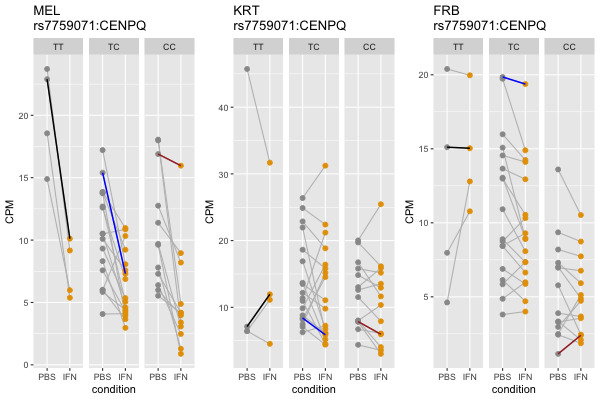 MEL
rs7759071:CENPQ
TT TC CC
CPM
20
15
10
5
0
PBS IFN PBS IFN PBS IFN
condition
KRT
rs7759071:CENPQ
TT TC CC
CPM
40
30
20
10
PBS IFN PBS IFN PBS IFN
condition
FRB
rs7759071:CENPQ
TT TC CC
CPM
20
15
10
5
PBS IFN PBS IFN PBS IFN
condition